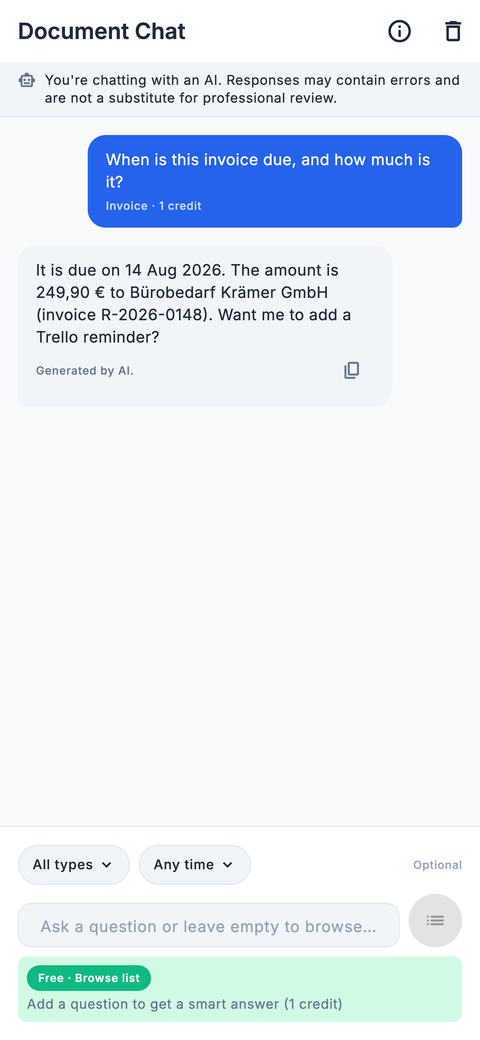 Document Chat
You're chatting with an AI. Responses may contain errors and
are not a substitute for professional review.
When is this invoice due, and how much is
it?
Invoice · 1 credit
It is due on 14 Aug 2026. The amount is
249,90 € to Bürobedarf Krämer GmbH
(invoice R-2026-0148). Want me to add a
Trello reminder?
Generated by AI.
All types
Any time
Optional
Ask a question or leave empty to browse...
Free · Browse list
Add a question to get a smart answer (1 credit)